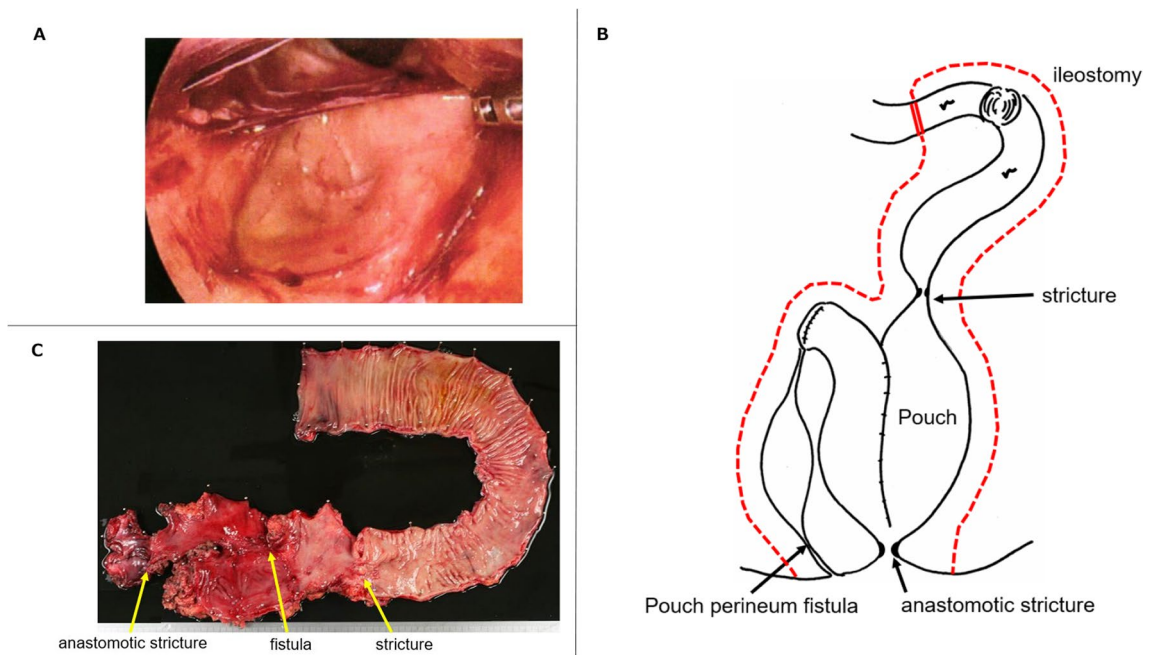 A
B
ileostomy
stricture
Pouch
Pouch perineum fistula
anastomotic stricture
C
anastomotic stricture
fistula
stricture